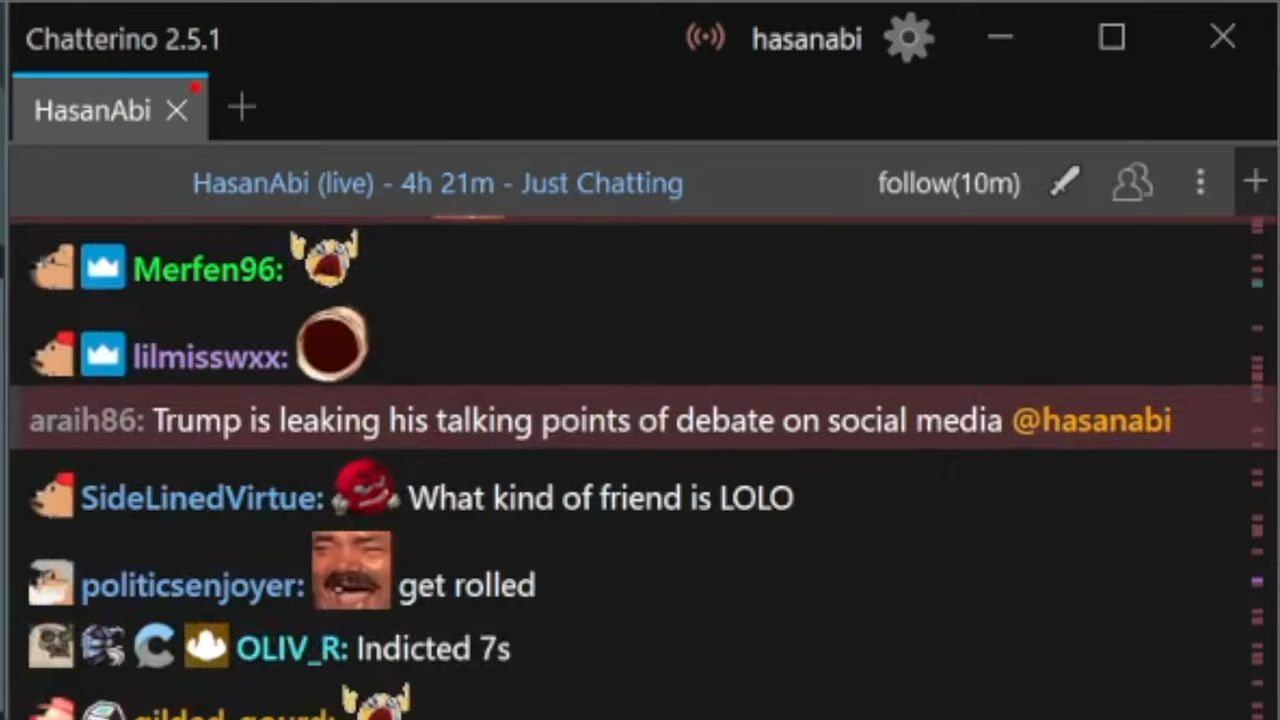 Chatterino 2.5.1
hasanabi
HasanAbi
HasanAbi (live) - 4h 21m - Just Chatting
follow(10m)
Merfen96:
lilmisswxx:
araih86: Trump is leaking his talking points of debate on social media @hasanabi
SideLinedVirtue: What kind of friend is LOLO
politicsenjoyer: get rolled
OLIV_R: Indicted 7s
gilded_gourd: